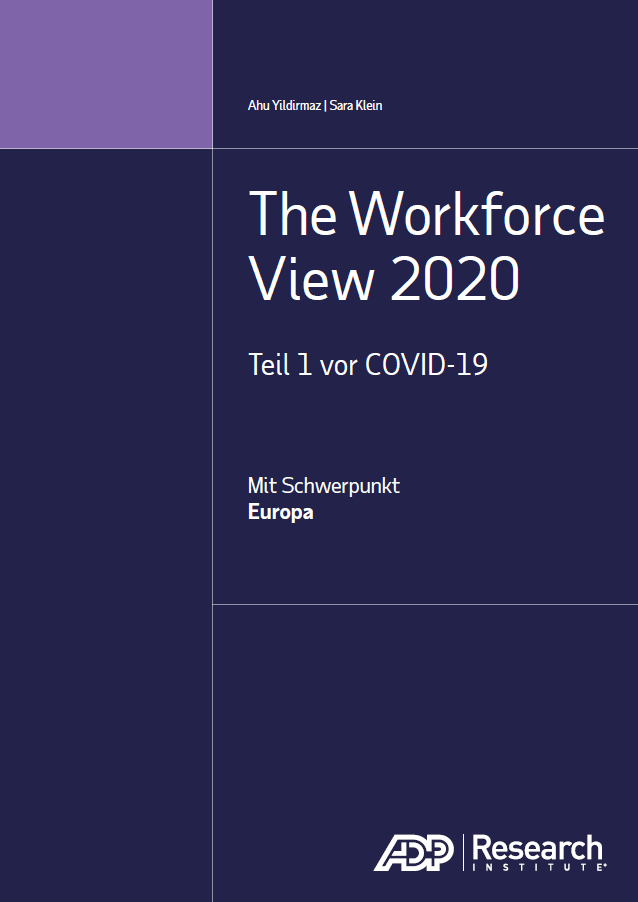 Ahu Yildirmaz | Sara Klein
The Workforce
View 2020
Teil 1 vor COVID-19
Mit Schwerpunkt
Europa
ADP
Research
INSTITUTE